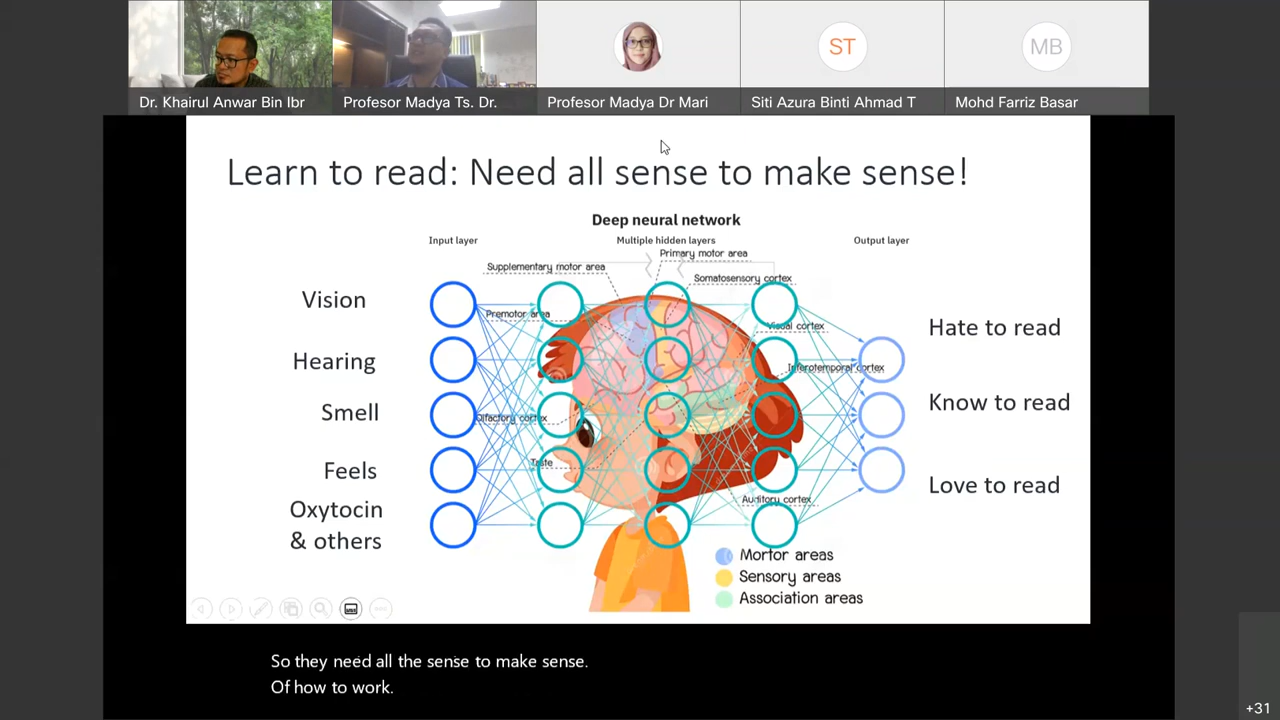 Dr. Khairul Anwar Bin Ibr
Profesor Madya Ts. Dr.
Profesor Madya Dr Mari
ST
Siti Azura Binti Ahmad T
MB
Mohd Farriz Basar
Learn to read: Need all sense to make sense!
Deep neural network
Input layer
Multiple hidden layers
Output layer
Primary motor area
Supplementary motor area
Somatosensory cortex
Vision
Premotor area
Visual cortex
Hate to read
Hearing
Inferotemporal cortex
Know to read
Smell
Olfactory cortex
Feels
Taste
Love to read
Oxytocin
& others
Auditory cortex
Mortor areas
Sensory areas
Association areas
So they need all the sense to make sense.
Of how to work.
+31